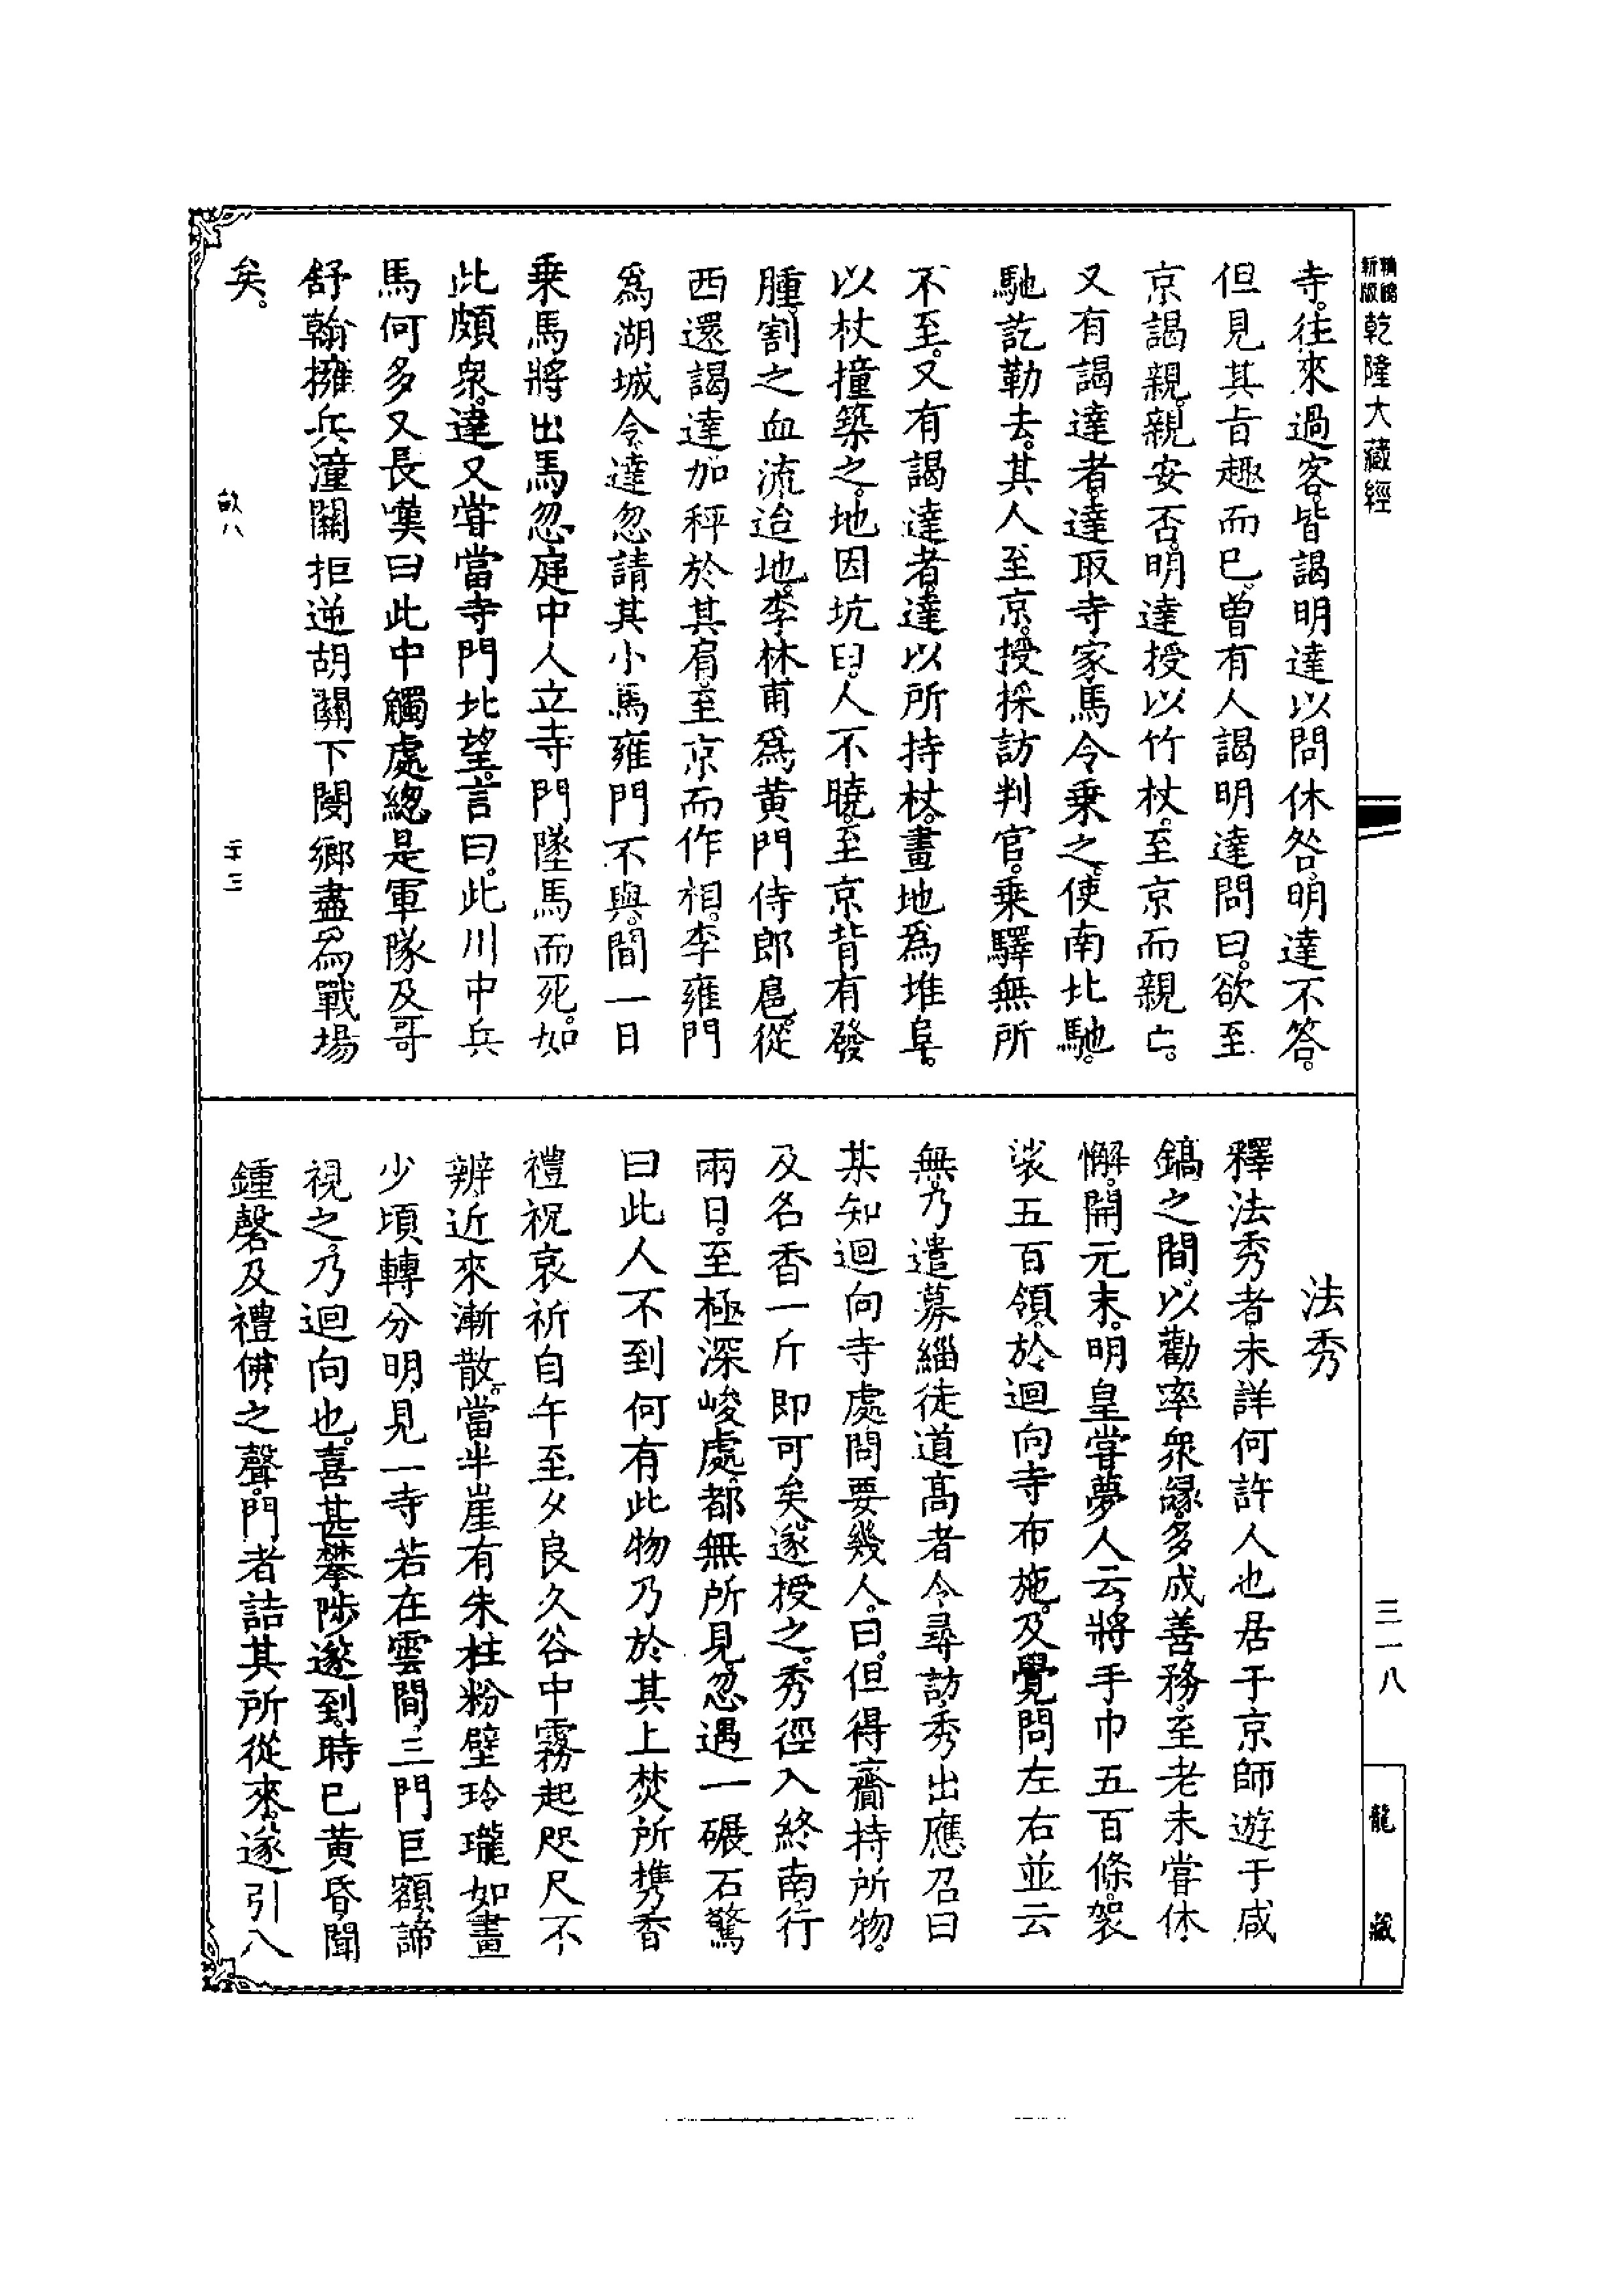 新版
乾隆大藏經
三一八
龍藏
寺。往來過客。皆謁明達以問休咎。明達不答。
但見其旨趣而已。曾有人謁明達問曰。欲至
京謁親。親安否。明達授以竹杖。至京而親亡。
又有謁達者。達取寺家馬令乘之。使南北馳。
馳訖勒去。其人至京。授採訪判官。乘驛無所
不至。又有謁達者。達以所持杖。畫地為堆阜。
以杖撞築之。地因坑臼。人不曉。至京背有發
腫。割之血流迨地。李林甫為黃門侍郎扈。從
西還謁達加秤於其肩。至京而作相。李雍門
為湖城令。達忽請其小馬雍門不與。間一日
乘馬將出馬忽庭中人立寺門墜馬而死。如
此頗衆。達又嘗當寺門北望。言曰。此川中兵
馬何多又長嘆曰此中觸處總是軍隊及哥
舒翰擁兵潼關拒逆胡關下閿鄉盡為戰場
矣。
法秀
釋法秀者。未詳何許人也居于京師遊于咸
鎬之間。以勸率衆緣。多成善務。至老未嘗休
懈。開元末。明皇嘗夢人云。將手巾五百條。袈
裟五百領。於迴向寺布施。及覺問左右並云
無。乃遣募緇徒道高者令尋訪。秀出應召曰
某知迴向寺處問要幾人。曰。但得齎持所物。
及名香一斤即可矣。遂授之。秀徑入終南。行
兩日。至極深峻處。都無所見。忽遇一碾石驚
曰此人不到何有此物乃於其上焚所攜香
禮祝哀祈自午至夕良久谷中霧起咫尺不
辨。近來漸散。當半崖有朱柱粉壁玲瓏如畫
少頃轉分明。見一寺若在雲間。三門巨額。諦
視之。乃迴向也。喜甚攀陟遂到。時已黃昏。聞
鍾磬及禮佛之聲。門者詰其所從來。遂引入